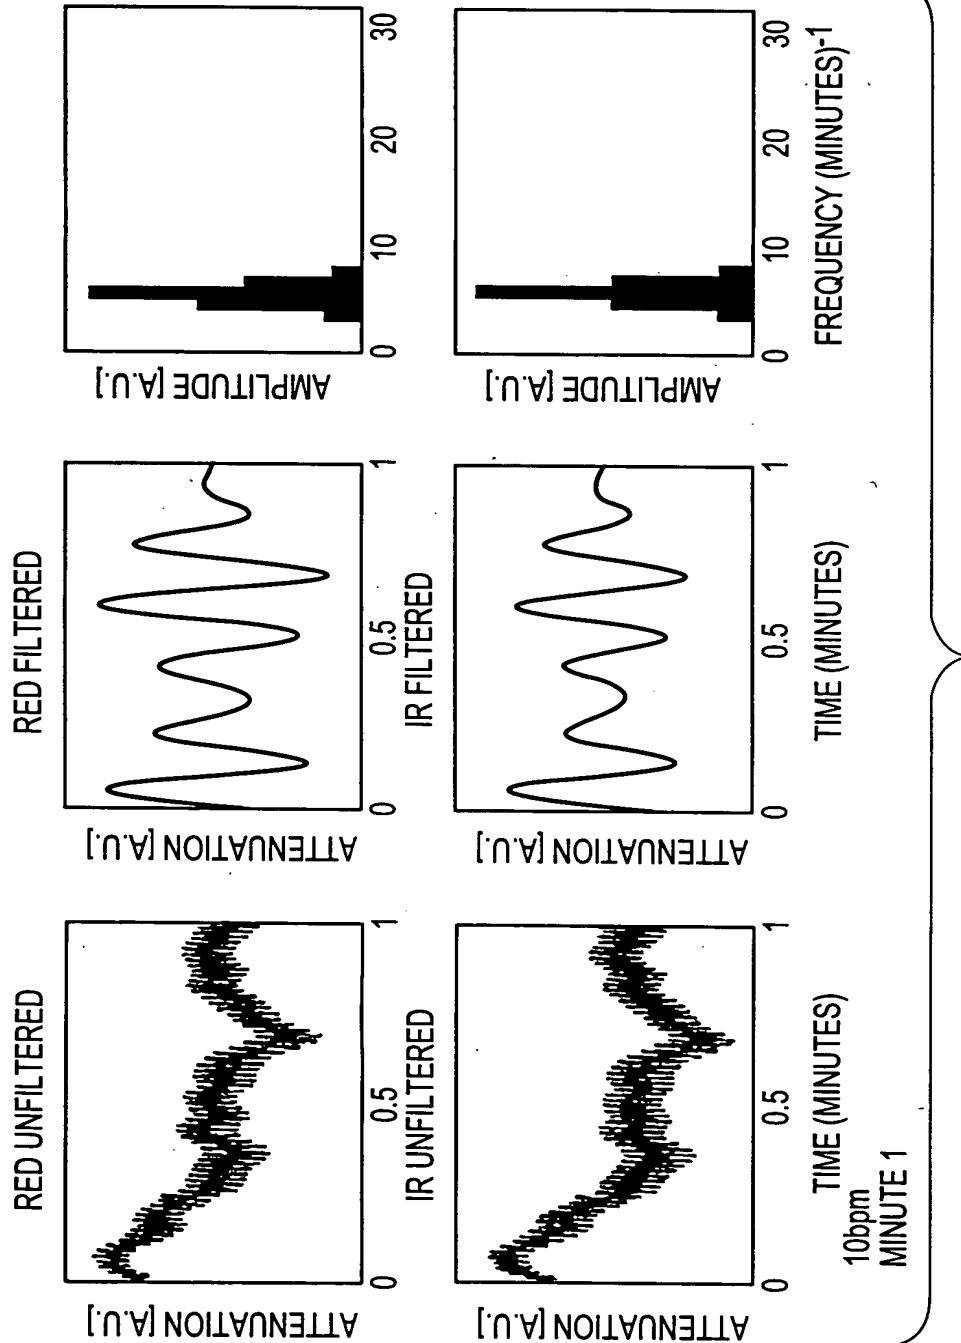 RED UNFILTERED
ATTENUATION [A.U.]
0
0.5
1
RED FILTERED
ATTENUATION [A.U.]
0
0.5
1
AMPLITUDE [A.U.]
0
10
20
30
IR UNFILTERED
ATTENUATION [A.U.]
0
0.5
1
TIME (MINUTES)
IR FILTERED
ATTENUATION [A.U.]
0
0.5
1
TIME (MINUTES)
AMPLITUDE [A.U.]
0
10
20
30
FREQUENCY (MINUTES)-1
10bpm
MINUTE 1